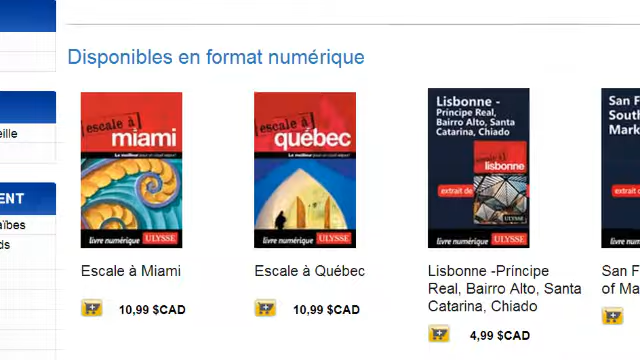 Disponibles en format numérique
eille
ENT
aïbes
ds
escale à
miami
Le meilleur pour un court séjour!
livre numérique ULYSSE
Escale à Miami
10,99 $CAD
escale à
québec
Le meilleur pour un court séjour!
livre numérique ULYSSE
Escale à Québec
10,99 $CAD
Lisbonne -
Príncipe Real,
Bairro Alto, Santa
Catarina, Chiado
escale à
lisbonne
extrait de
livre numérique ULYSSE
Lisbonne -Príncipe
Real, Bairro Alto, Santa
Catarina, Chiado
4,99 $CAD
San F
South
Mark
extrait
livre num
San F
of Ma